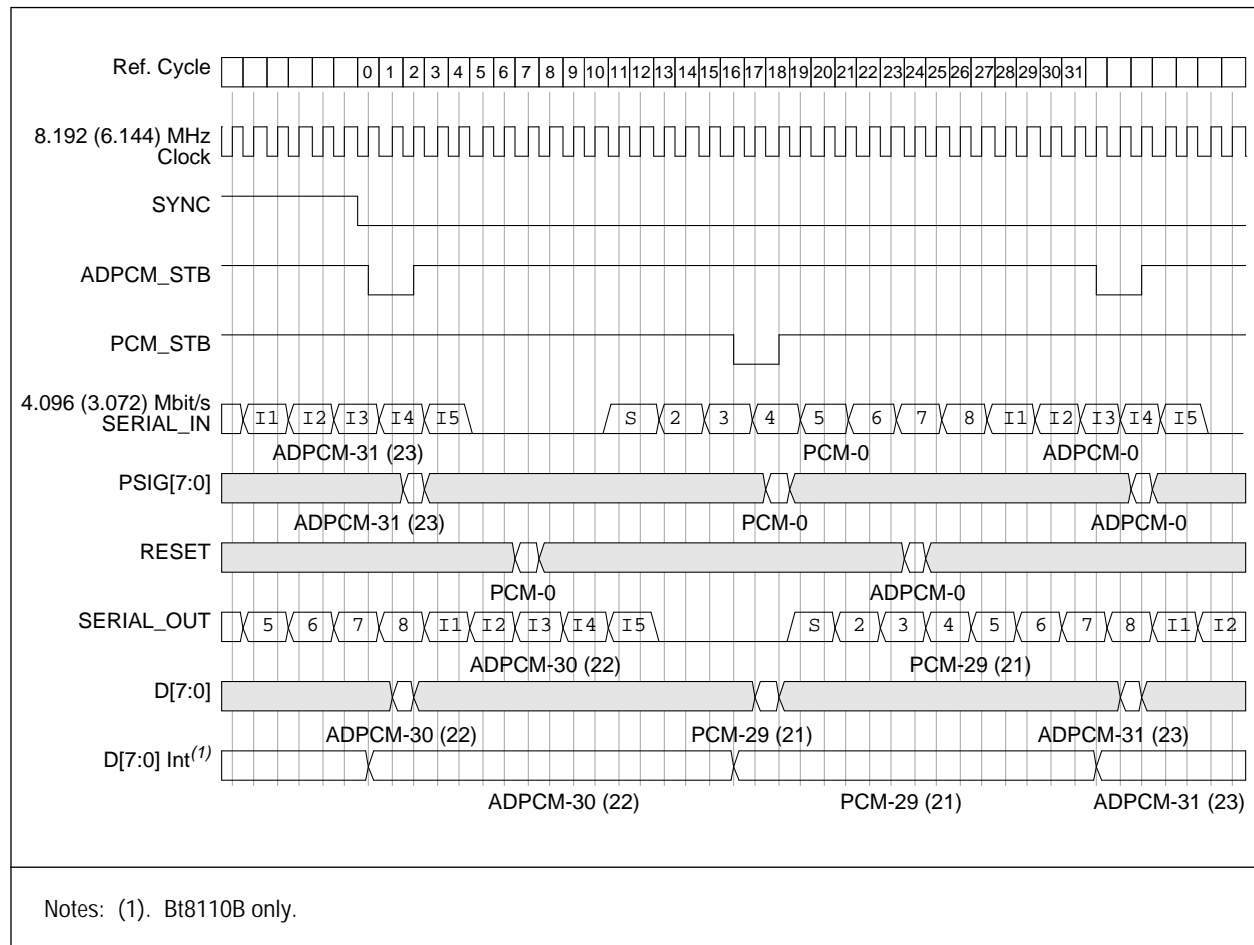 Ref. Cycle 0 1 2 3 4 5 6 7 8 9 10 11 12 13 14 15 16 17 18 19 20 21 22 23 24 25 26 27 28 29 30 31
8.192 (6.144) MHz
Clock
SYNC
ADPCM_STB
PCM_STB
4.096 (3.072) Mbit/s
SERIAL_IN I1 I2 I3 I4 I5 S 2 3 4 5 6 7 8 I1 I2 I3 I4 I5
ADPCM-31 (23) PCM-0 ADPCM-0
PSIG[7:0]
ADPCM-31 (23) PCM-0 ADPCM-0
RESET
PCM-0 ADPCM-0
SERIAL_OUT 5 6 7 8 I1 I2 I3 I4 I5 S 2 3 4 5 6 7 8 I1 I2
ADPCM-30 (22) PCM-29 (21)
D[7:0]
ADPCM-30 (22) PCM-29 (21) ADPCM-31 (23)
D[7:0] Int(1)
ADPCM-30 (22) PCM-29 (21) ADPCM-31 (23)
Notes: (1). Bt8110B only.